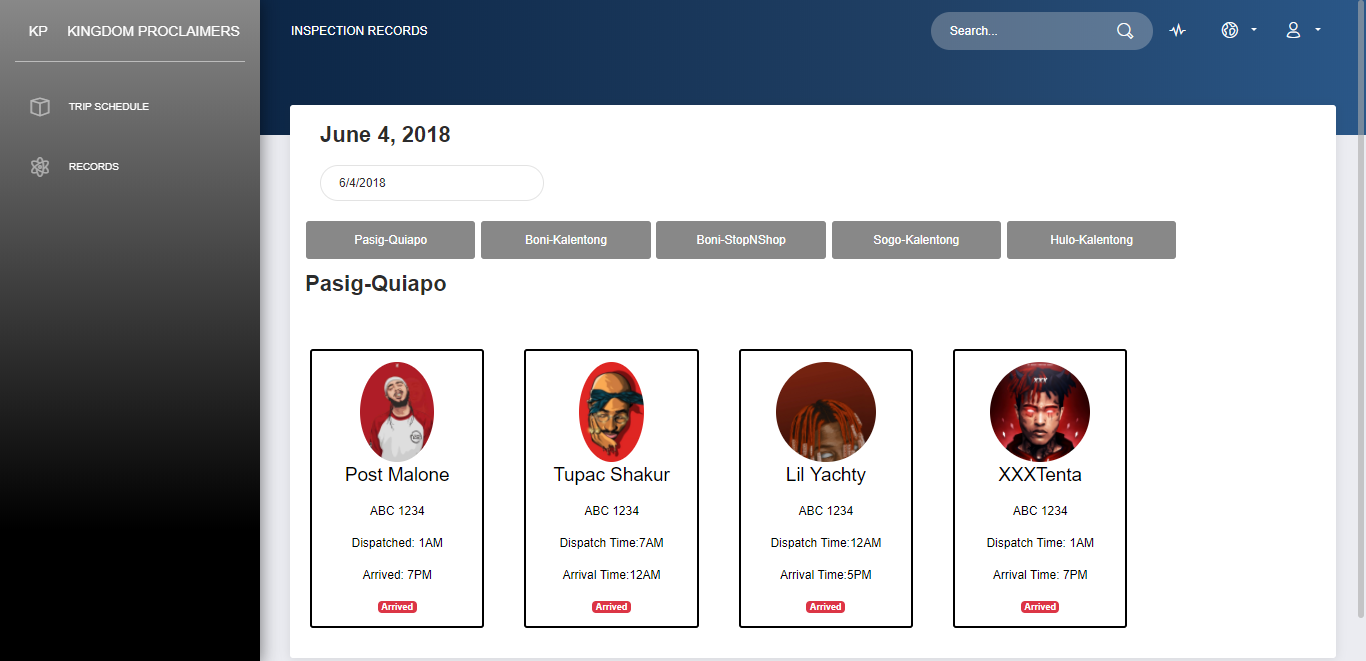 KP KINGDOM PROCLAIMERS
INSPECTION RECORDS
Search...
TRIP SCHEDULE
RECORDS
June 4, 2018
6/4/2018
Pasig-Quiapo Boni-Kalentong Boni-StopNShop Sogo-Kalentong Hulo-Kalentong
Pasig-Quiapo
Post Malone
ABC 1234
Dispatched: 1AM
Arrived: 7PM
Arrived
Tupac Shakur
ABC 1234
Dispatch Time:7AM
Arrival Time:12AM
Arrived
Lil Yachty
ABC 1234
Dispatch Time:12AM
Arrival Time:5PM
Arrived
XXXTenta
ABC 1234
Dispatch Time: 1AM
Arrival Time: 7PM
Arrived